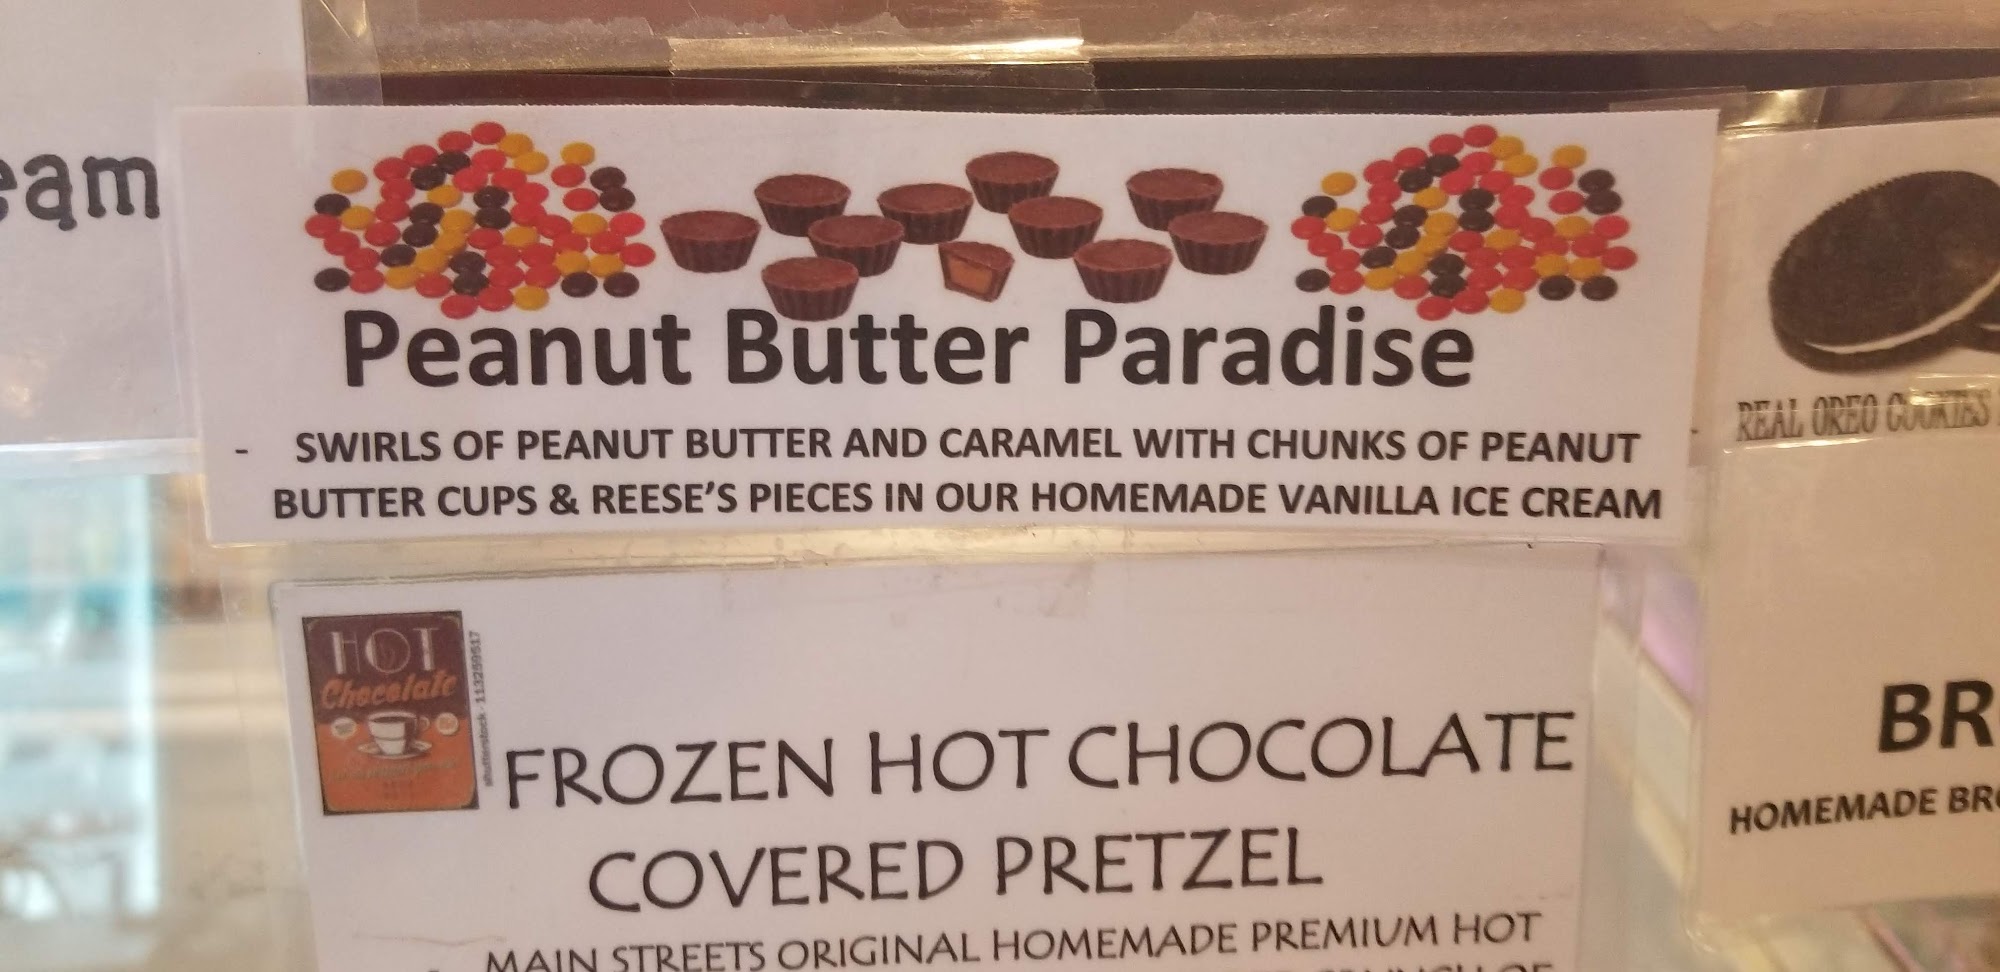 eam
Peanut Butter Paradise
- SWIRLS OF PEANUT BUTTER AND CARAMEL WITH CHUNKS OF PEANUT
BUTTER CUPS & REESE'S PIECES IN OUR HOMEMADE VANILLA ICE CREAM
- REAL OREO COOKIES
HOT
Chocolate
shutterstock · 113259517
FROZEN HOT CHOCOLATE
COVERED PRETZEL
- MAIN STREETS ORIGINAL HOMEMADE PREMIUM HOT
BR
HOMEMADE BR